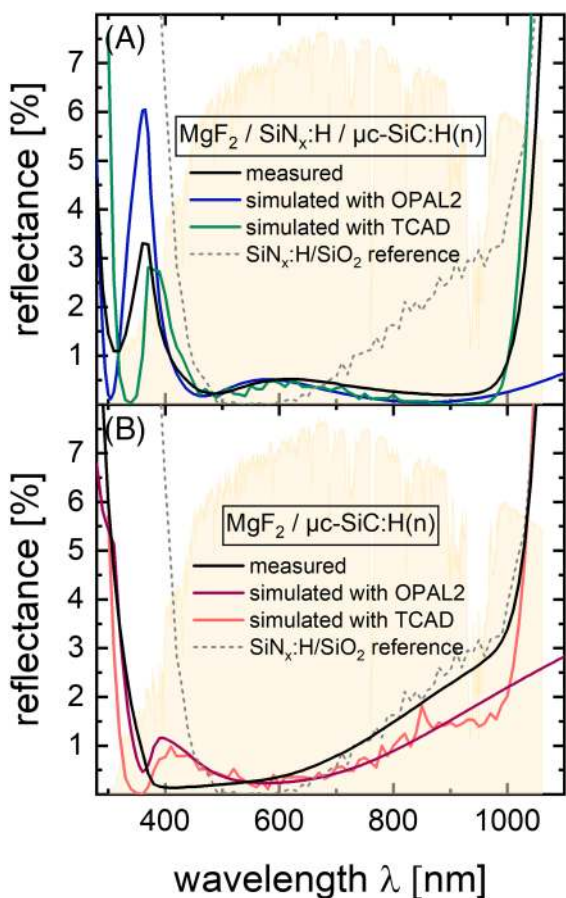 (A)
MgF₂ / SiNₓ:H / µc-SiC:H(n)
measured
simulated with OPAL2
simulated with TCAD
SiNₓ:H/SiO₂ reference
reflectance [%]
7
6
5
4
3
2
1
(B)
MgF₂ / µc-SiC:H(n)
measured
simulated with OPAL2
simulated with TCAD
SiNₓ:H/SiO₂ reference
reflectance [%]
7
6
5
4
3
2
1
400 600 800 1000
wavelength λ [nm]